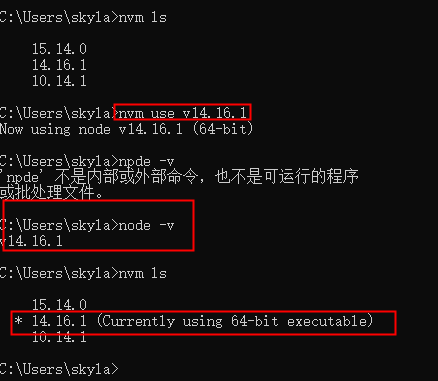 C:\Users\skyla>nvm ls
15.14.0
14.16.1
10.14.1
C:\Users\skyla>nvm use v14.16.1
Now using node v14.16.1 (64-bit)
C:\Users\skyla>npde -v
'npde' 不是内部或外部命令，也不是可运行的程序
或批处理文件。
C:\Users\skyla>node -v
v14.16.1
C:\Users\skyla>nvm ls
15.14.0
* 14.16.1 (Currently using 64-bit executable)
10.14.1
C:\Users\skyla>